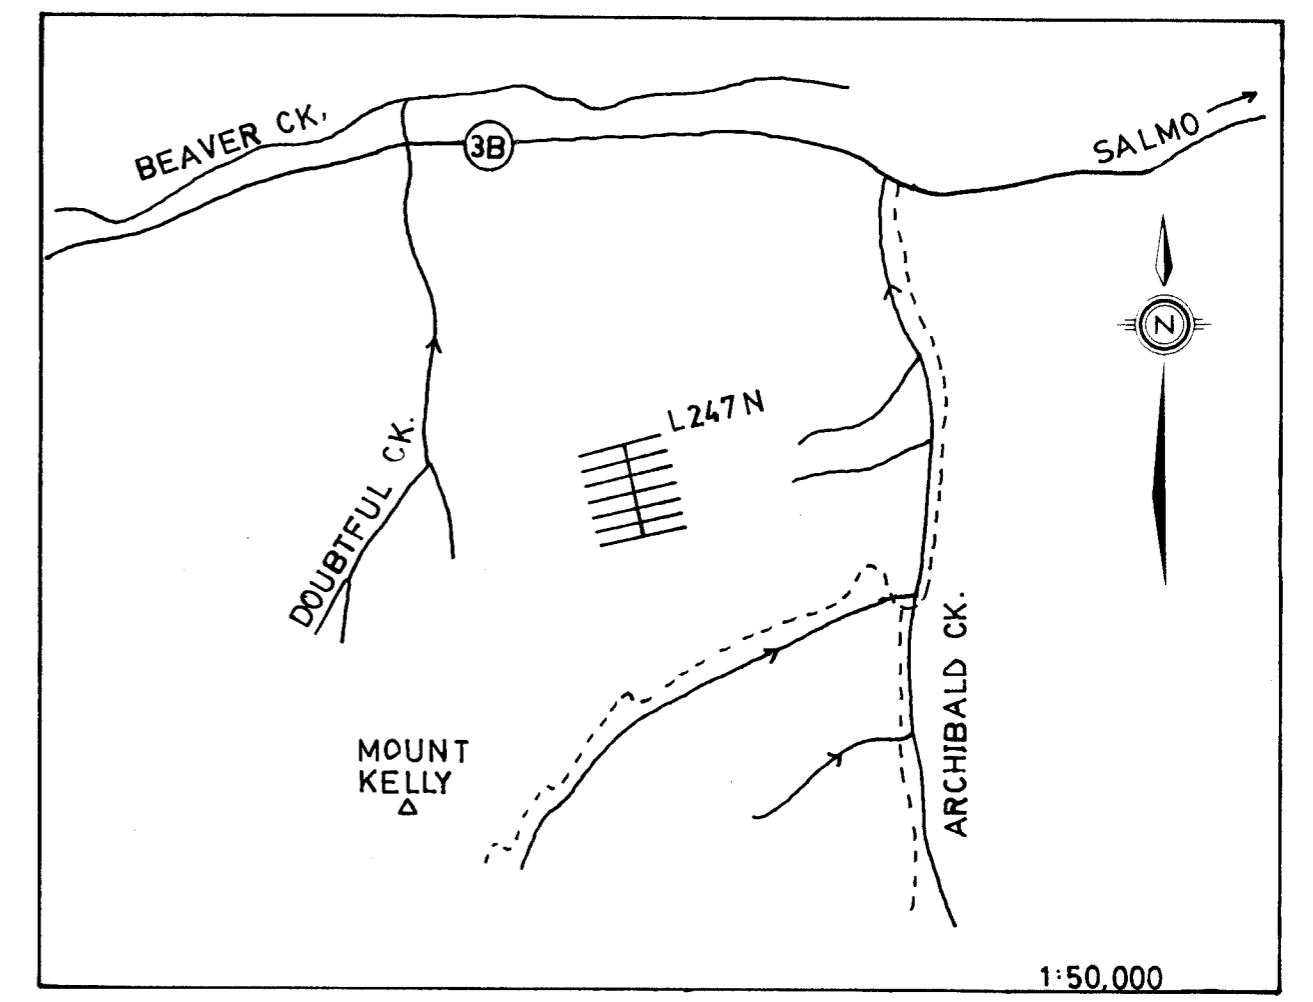 BEAVER CK,
3B
SALMO
N
L247N
DOUBTFUL CK.
ARCHIBALD CK.
MOUNT
KELLY
1:50,000